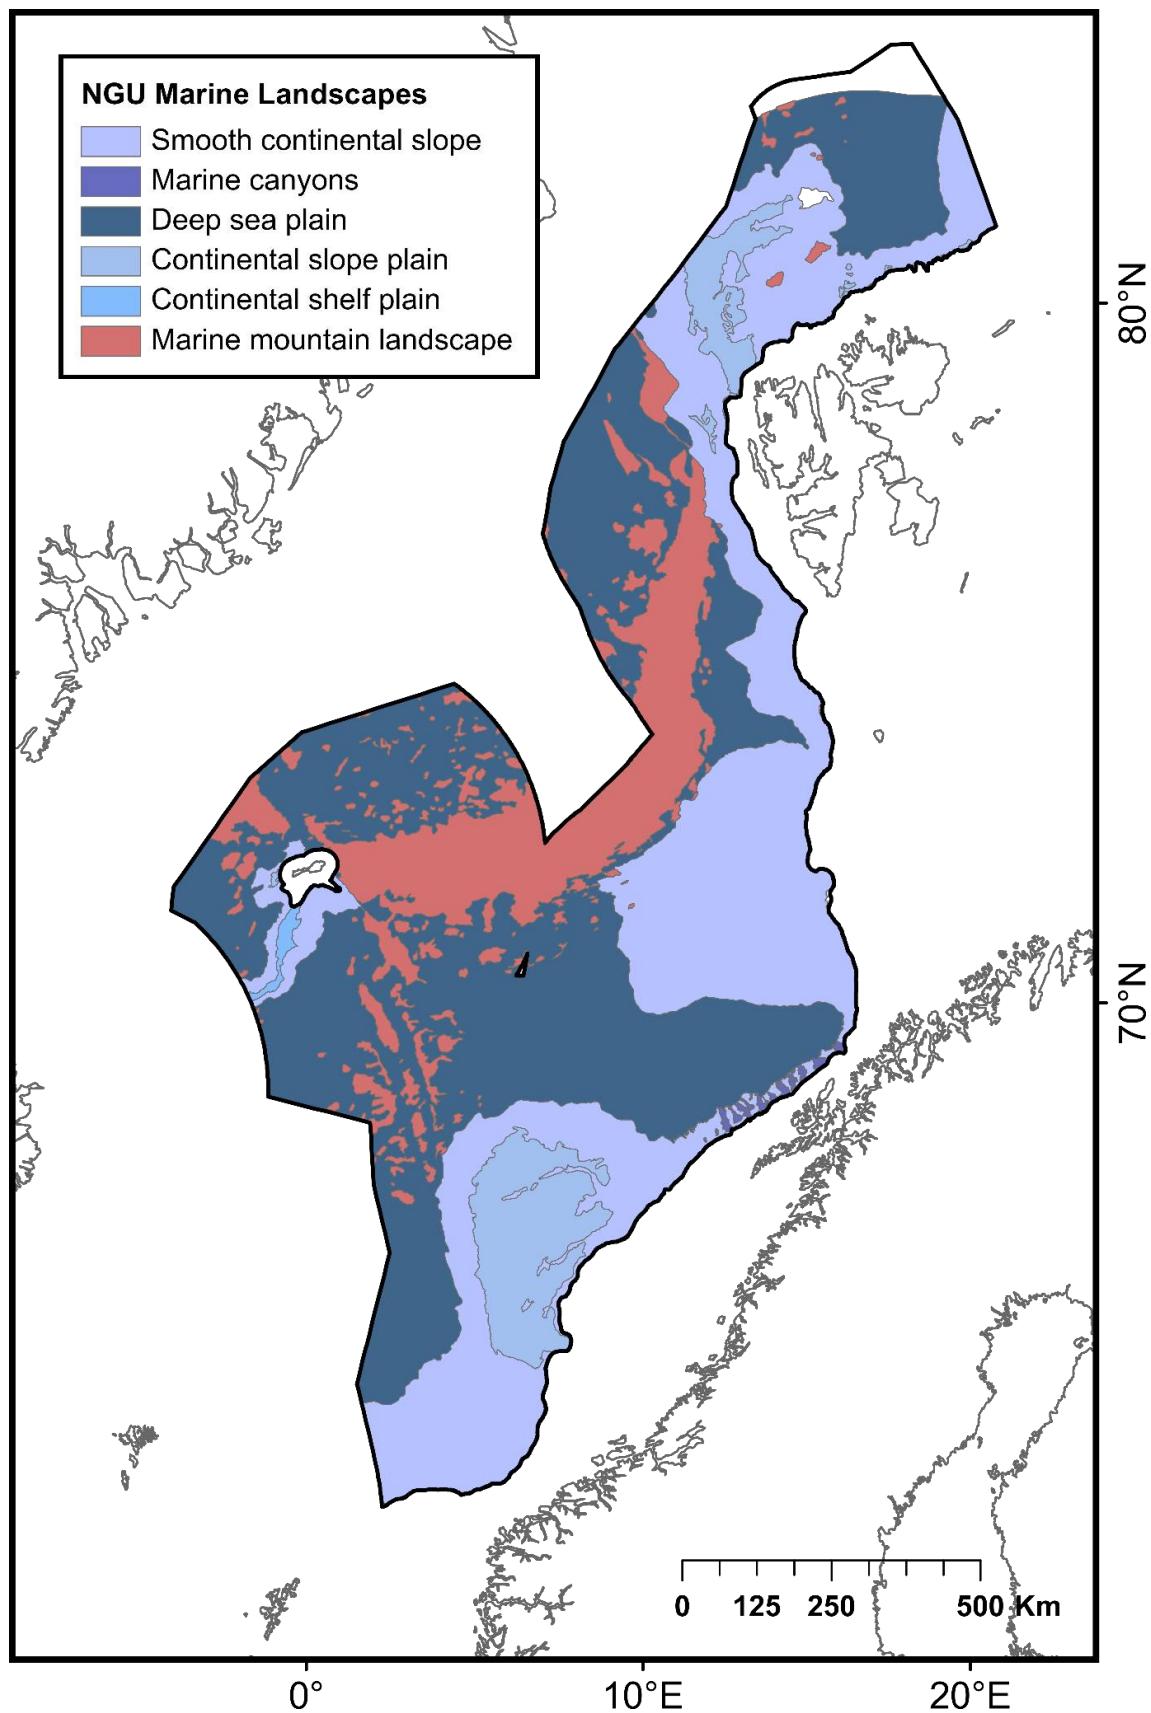 NGU Marine Landscapes
Smooth continental slope
Marine canyons
Deep sea plain
Continental slope plain
Continental shelf plain
Marine mountain landscape
80°N
70°N
0 125 250 500 Km
0° 10°E 20°E